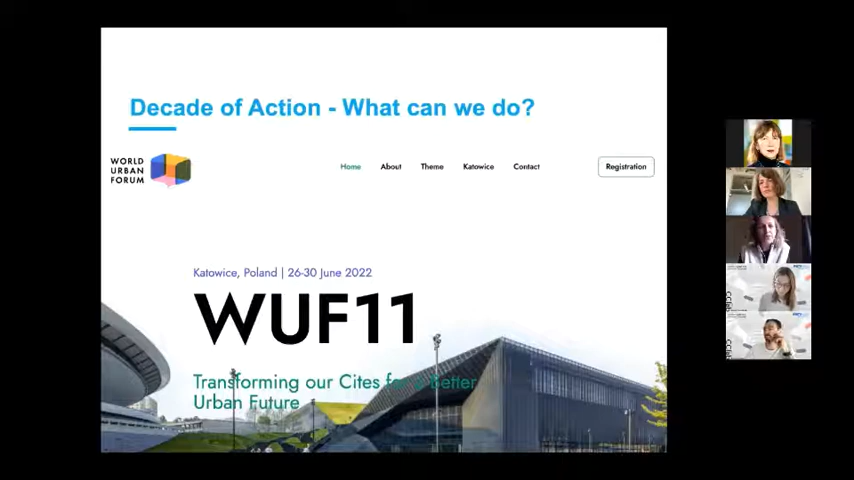 Decade of Action - What can we do?
WORLD
URBAN
FORUM
Home About Theme Katowice Contact Registration
Katowice, Poland | 26-30 June 2022
WUF11
Transforming our Cites for a Better
Urban Future